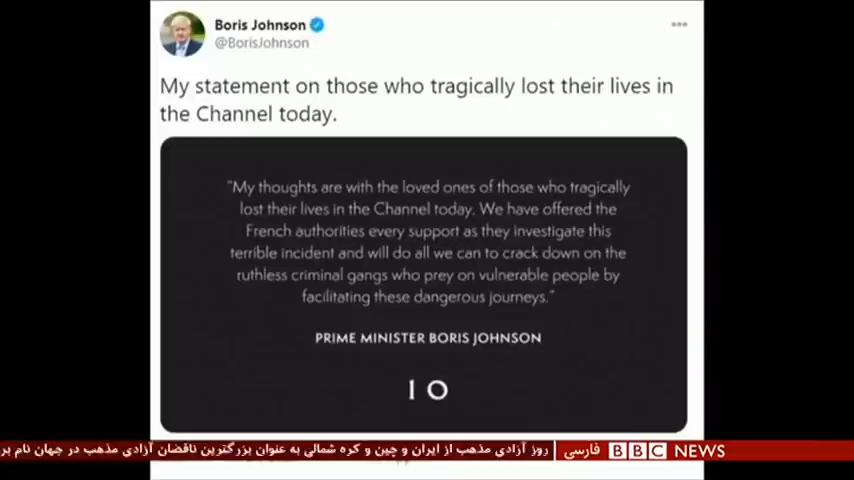 Boris Johnson
@BorisJohnson
My statement on those who tragically lost their lives in
the Channel today.
"My thoughts are with the loved ones of those who tragically
lost their lives in the Channel today. We have offered the
French authorities every support as they investigate this
terrible incident and will do all we can to crack down on the
ruthless criminal gangs who prey on vulnerable people by
facilitating these dangerous journeys."
PRIME MINISTER BORIS JOHNSON
10
روز آزادی مذهب از ایران و چین و کره شمالی به عنوان بزرگترین ناقضان آزادی مذهب در جهان نام بر
BBC NEWS فارسی